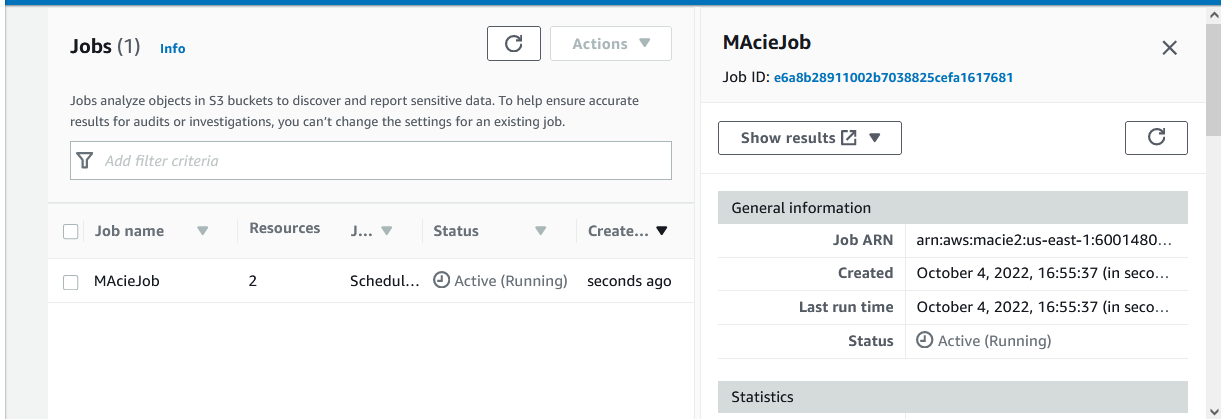 Jobs (1) Info
Actions
Jobs analyze objects in S3 buckets to discover and report sensitive data. To help ensure accurate
results for audits or investigations, you can’t change the settings for an existing job.
Add filter criteria
Job name Resources J... Status Create...
MAcieJob 2 Schedul... Active (Running) seconds ago
MAcieJob
Job ID: e6a8b28911002b7038825cefa1617681
Show results
General information
Job ARN arn:aws:macie2:us-east-1:6001480...
Created October 4, 2022, 16:55:37 (in seco...
Last run time October 4, 2022, 16:55:37 (in seco...
Status Active (Running)
Statistics